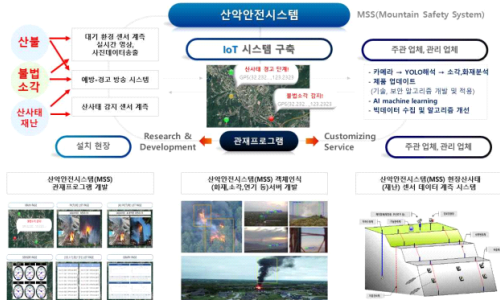 산악안전시스템
MSS(Mountain Safety System)
산불
불법
소각
산사태
재난
대기 환경 센서 계측
실시간 영상,
사진데이터송출
예방·경고 방송 시스템
산사태 감지 센서 계측
IoT 시스템 구축
산사태 경고 단계!
불법소각 감지!
주관 업체, 관리 업체
- 카메라 → YOLO해석 → 소각,화재분석
- 제품 업데이트
(기술, 보안 알고리즘 개발 및 적용)
- AI machine learning
- 빅데이터 수집 및 알고리즘 개선
설치 현장
Research &
Development
관재프로그램
Customizing
Service
주관 업체, 관리 업체
산악안전시스템(MSS)
관재프로그램 개발
산악안전시스템(MSS) 객체인식
(화재,소각,연기 등)서버 개발
산악안전시스템(MSS) 현장산사태
(재난) 센서 데이터 계측 시스템